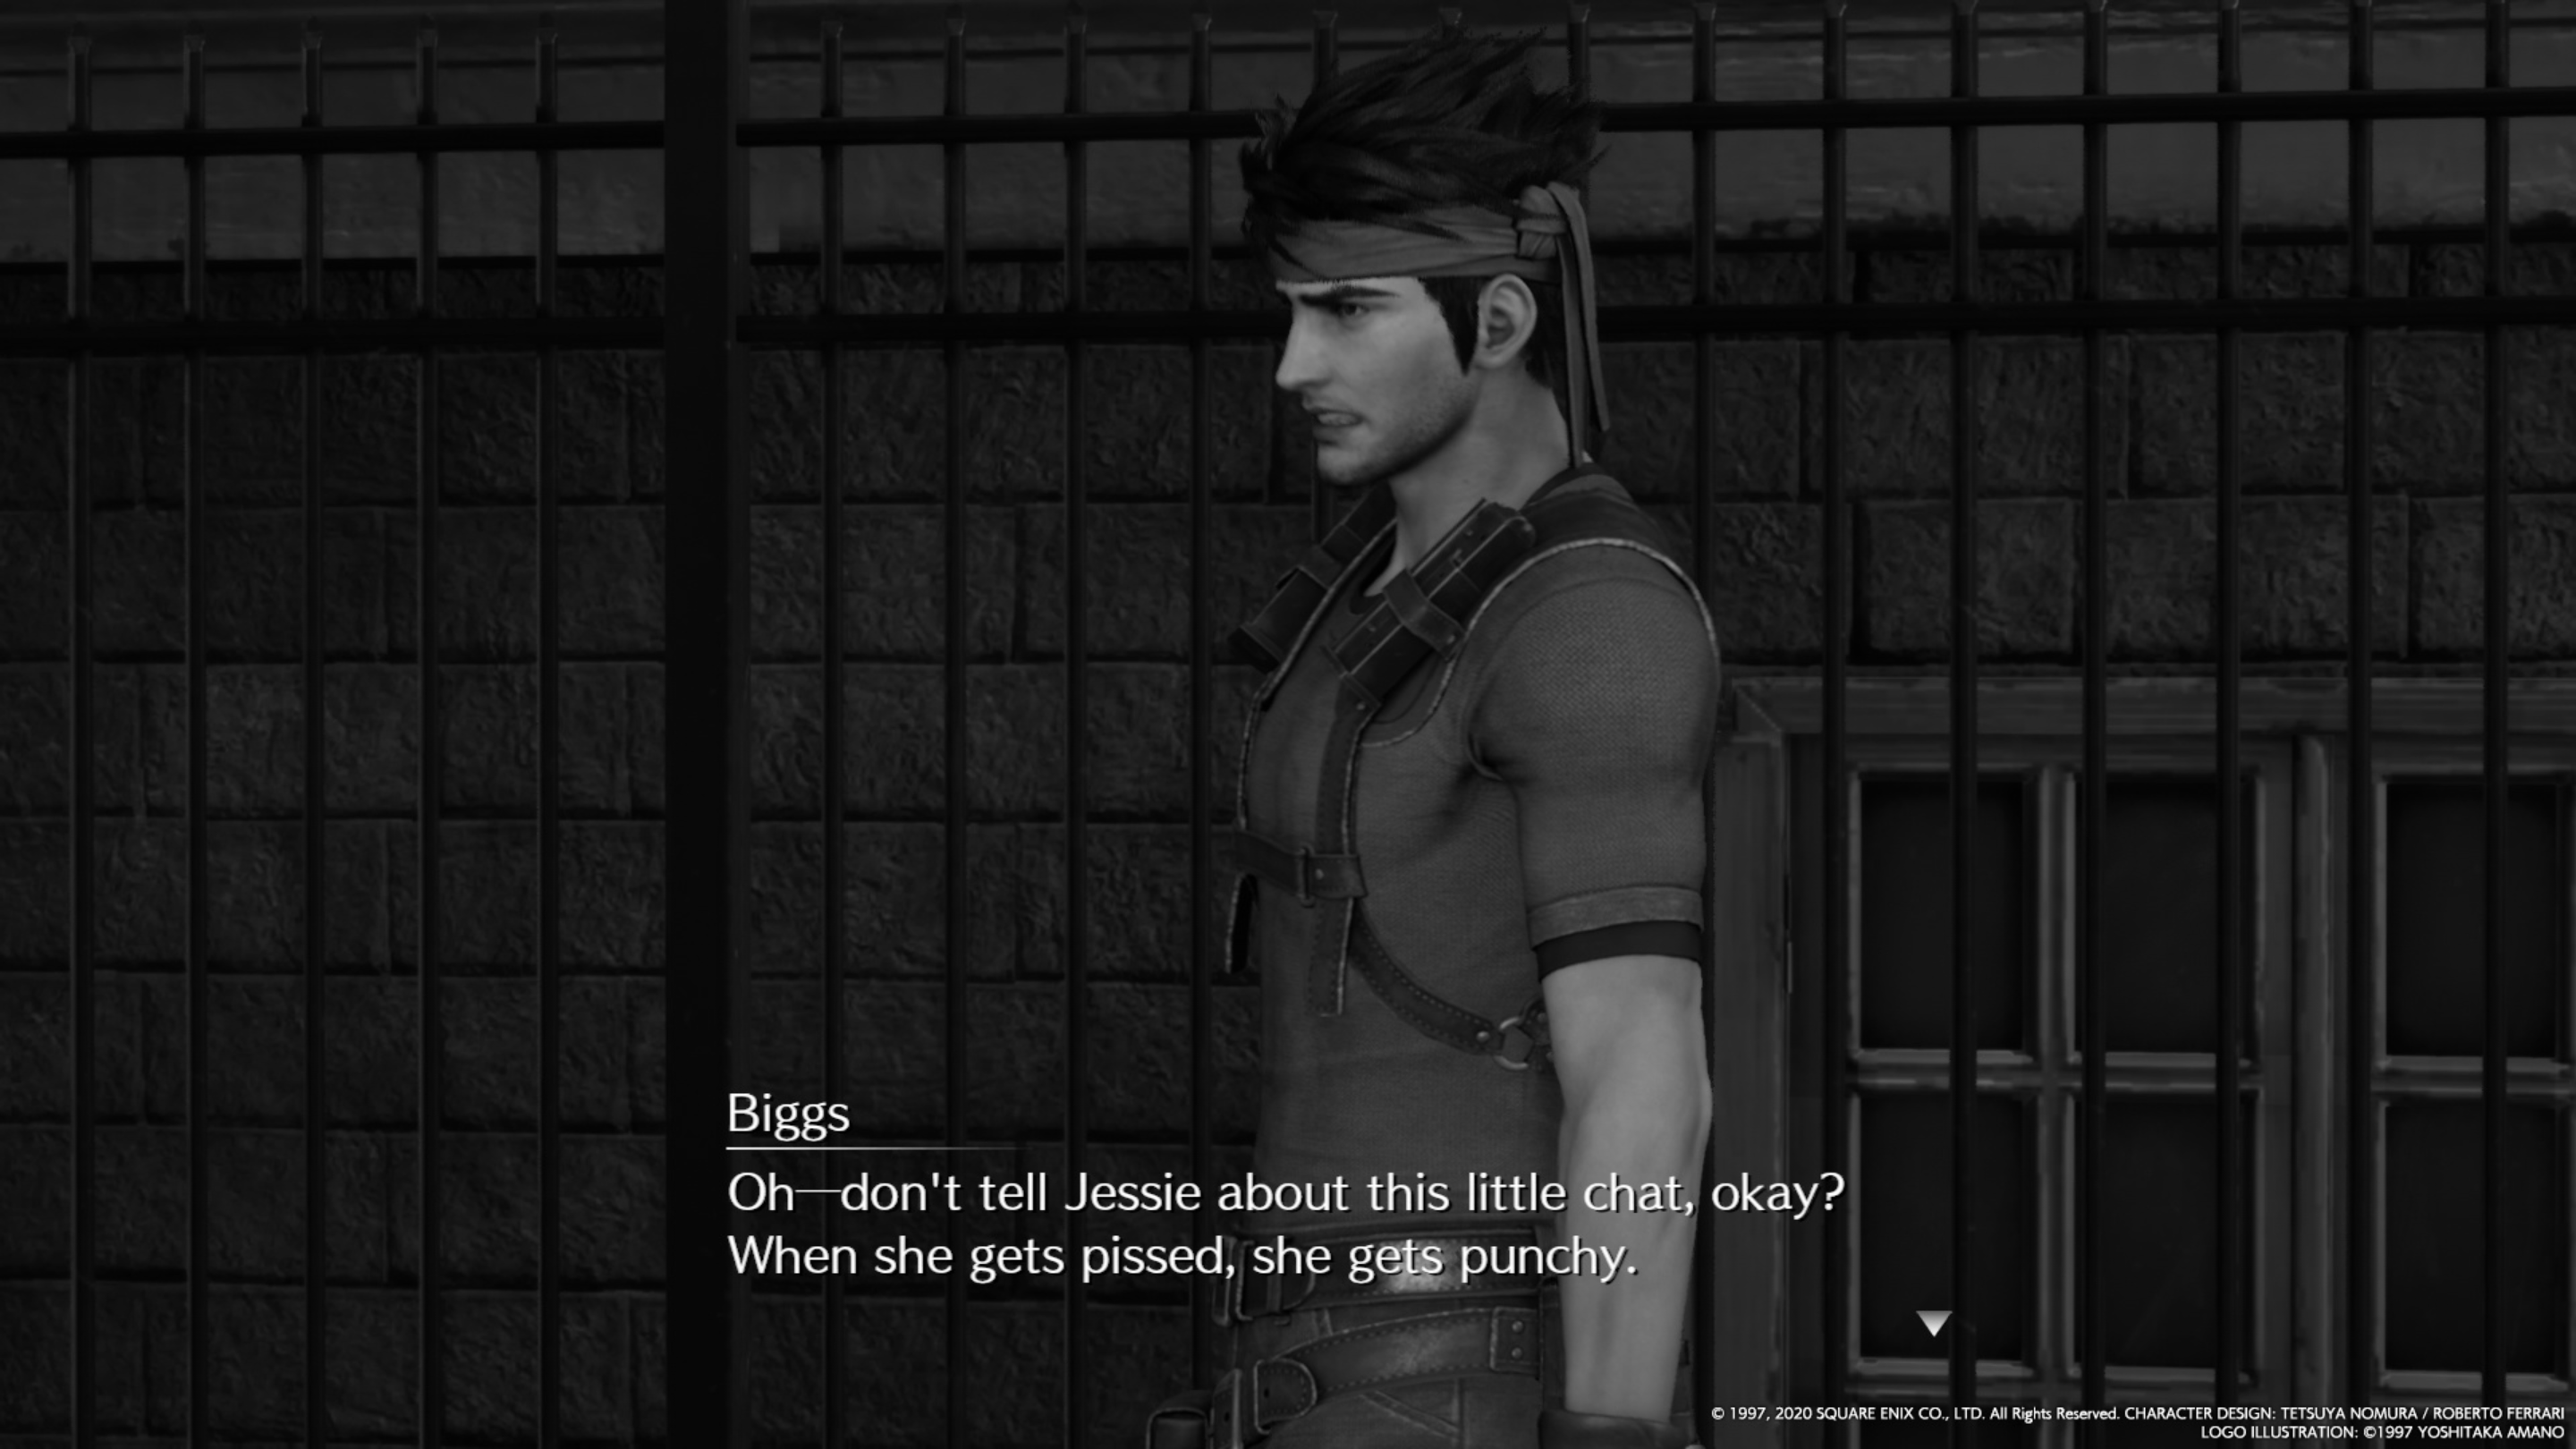 Biggs
Oh—don't tell Jessie about this little chat, okay?
When she gets pissed, she gets punchy.
© 1997, 2020 SQUARE ENIX CO., LTD. All Rights Reserved. CHARACTER DESIGN: TETSUYA NOMURA / ROBERTO FERRARI
LOGO ILLUSTRATION: ©1997 YOSHITAKA AMANO